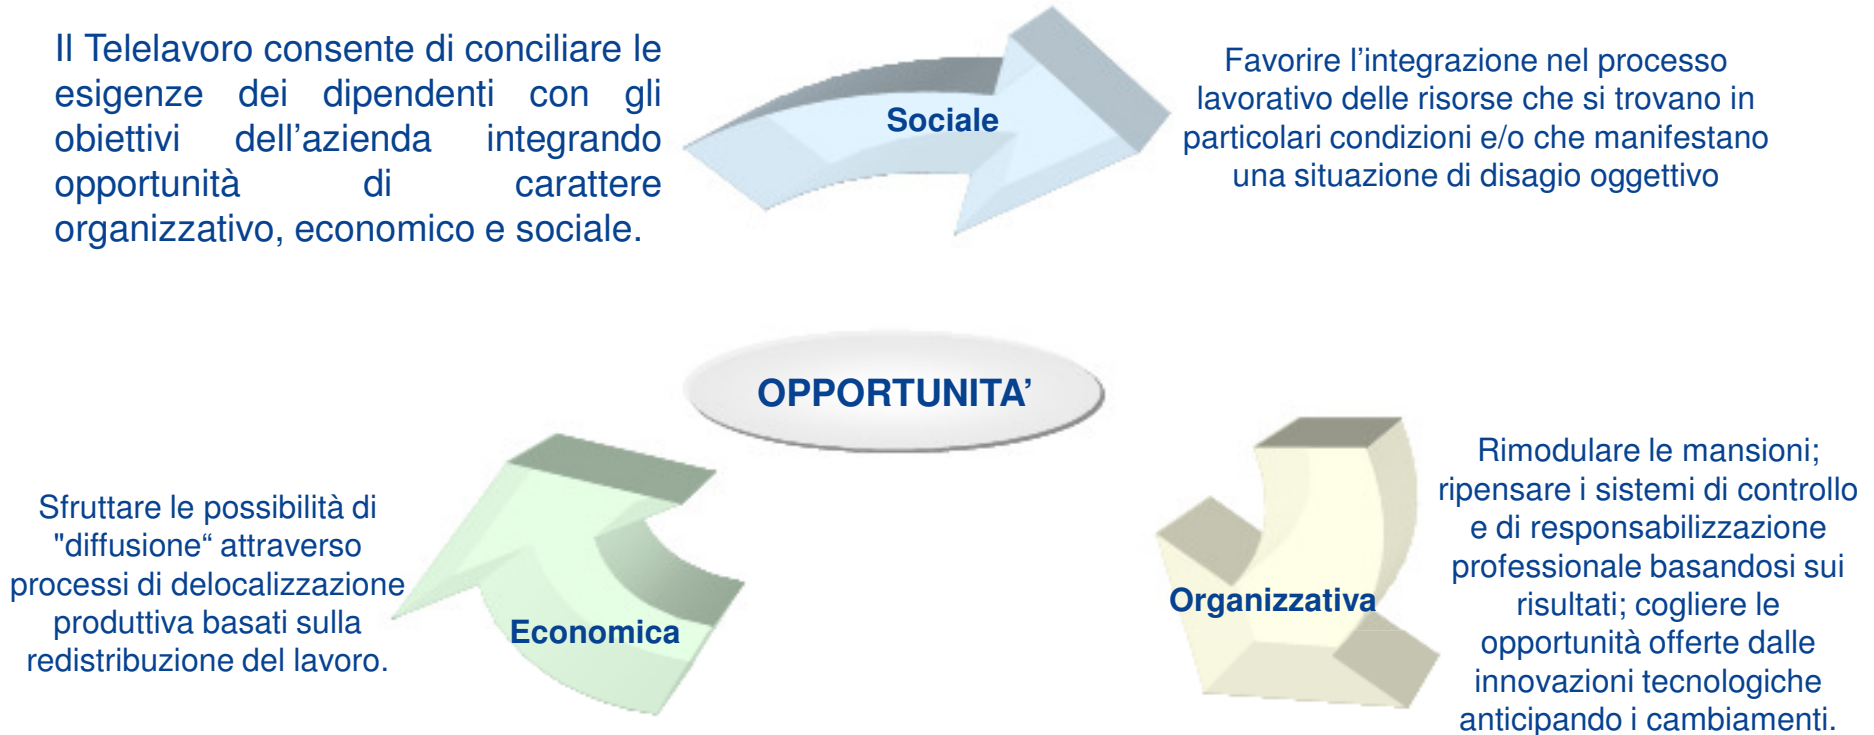 Il Telelavoro consente di conciliare le
esigenze dei dipendenti con gli
obiettivi dell'azienda integrando
opportunità di carattere
organizzativo, economico e sociale.
Sociale
Favorire l’integrazione nel processo
lavorativo delle risorse che si trovano in
particolari condizioni e/o che manifestano
una situazione di disagio oggettivo
OPPORTUNITA’
Sfruttare le possibilità di
"diffusione“ attraverso
processi di delocalizzazione
produttiva basati sulla
redistribuzione del lavoro.
Economica
Organizzativa
Rimodulare le mansioni;
ripensare i sistemi di controllo
e di responsabilizzazione
professionale basandosi sui
risultati; cogliere le
opportunità offerte dalle
innovazioni tecnologiche
anticipando i cambiamenti.